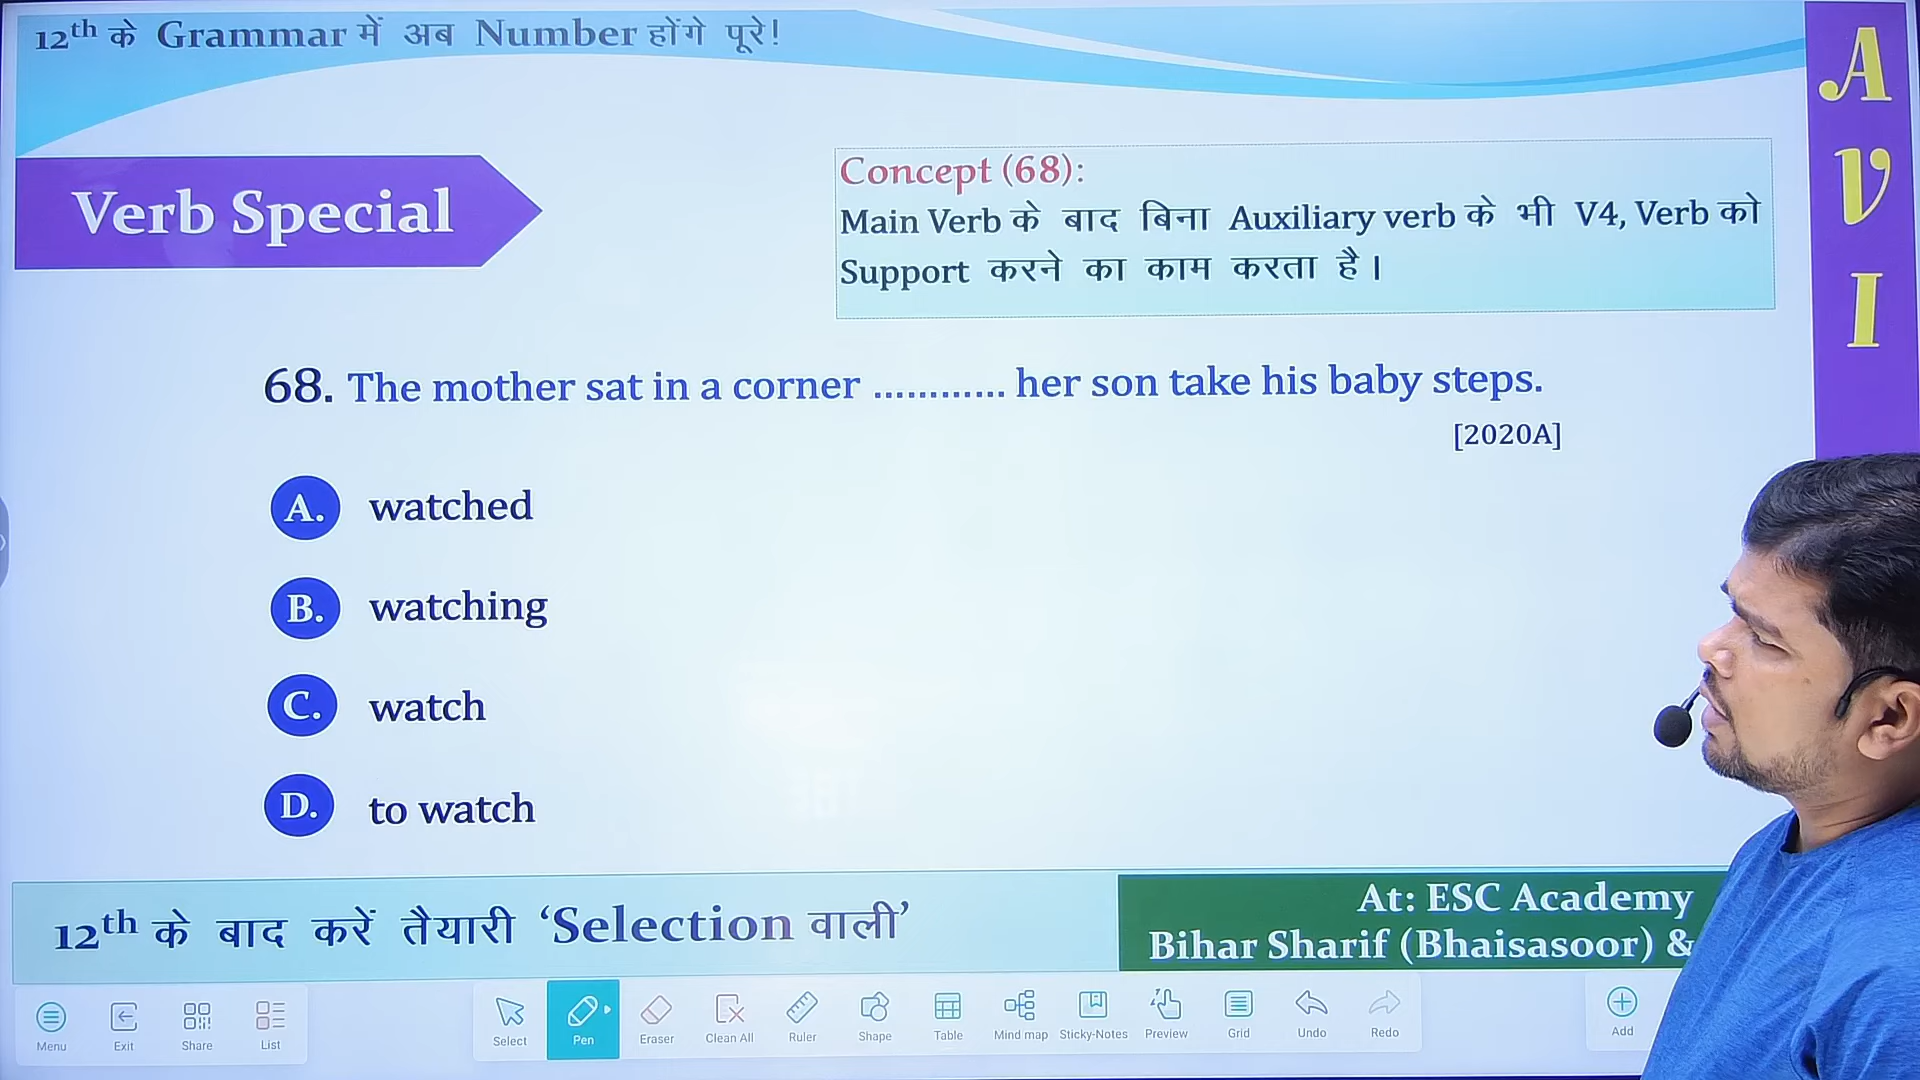 12th के Grammar में अब Number होंगे पूरे!
A
V
I
Verb Special
Concept (68):
Main Verb के बाद बिना Auxiliary verb के भी V4, Verb को
Support करने का काम करता है।
68. The mother sat in a corner ............ her son take his baby steps.
[2020A]
A. watched
B. watching
C. watch
D. to watch
12th के बाद करें तैयारी ‘Selection वाली’
At: ESC Academy
Bihar Sharif (Bhaisasoor) &
Menu Exit Share List Select Pen Eraser Clean All Ruler Shape Table Mind map Sticky-Notes Preview Grid Undo Redo Add